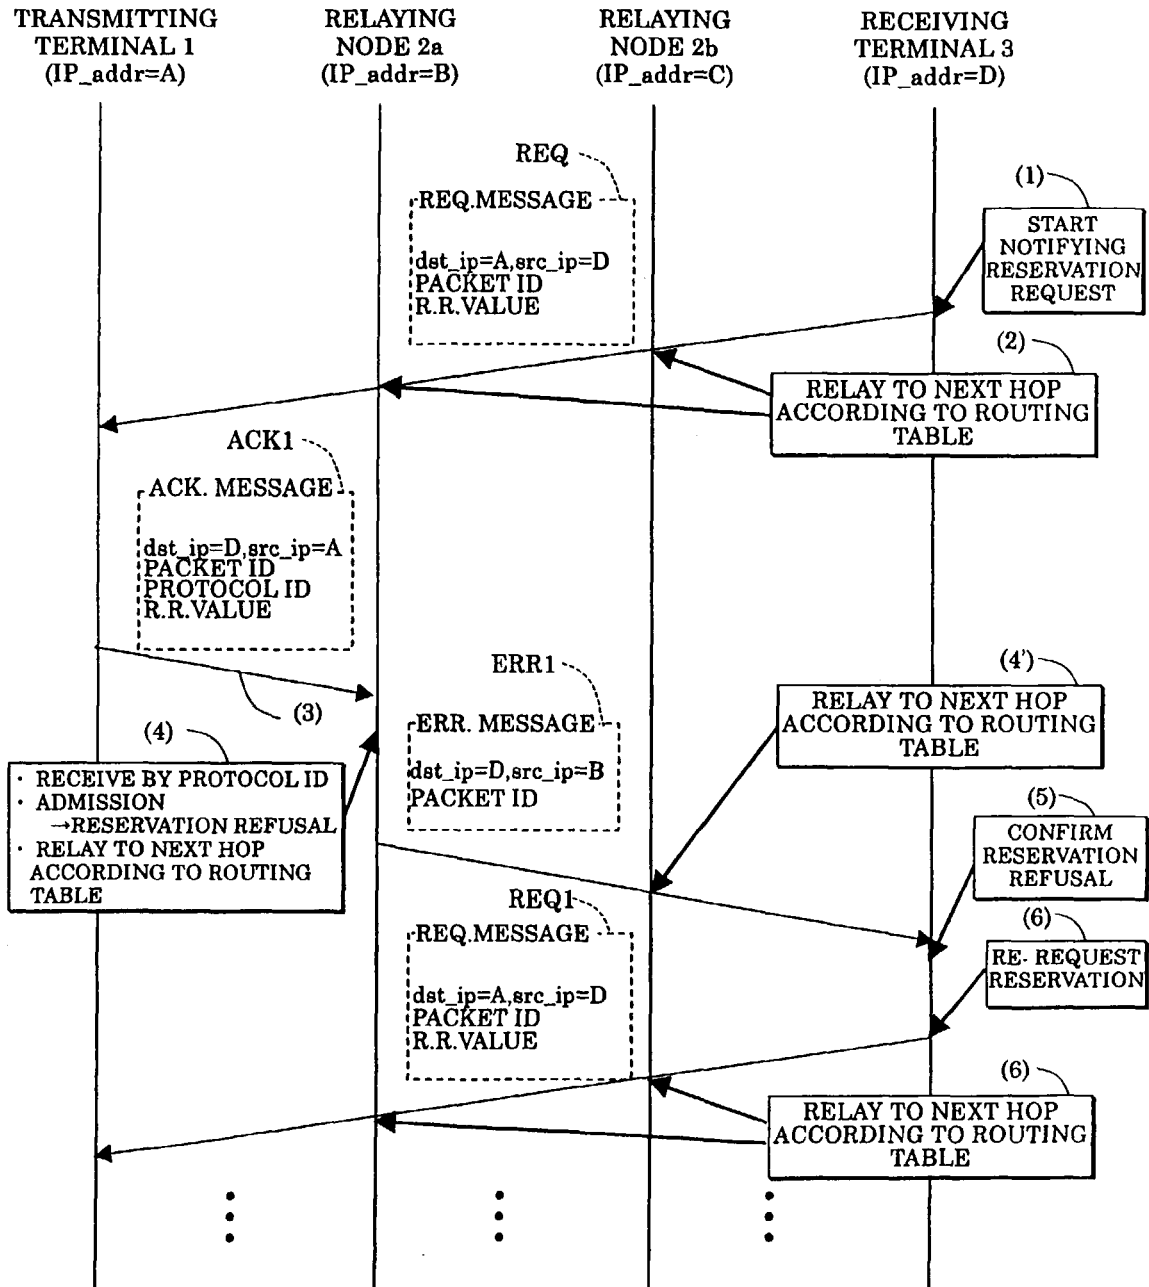 TRANSMITTING
TERMINAL 1
(IP_addr=A)
RELAYING
NODE 2a
(IP_addr=B)
RELAYING
NODE 2b
(IP_addr=C)
RECEIVING
TERMINAL 3
(IP_addr=D)
REQ
REQ.MESSAGE
dst_ip=A,src_ip=D
PACKET ID
R.R.VALUE
(1)
START
NOTIFYING
RESERVATION
REQUEST
(2)
RELAY TO NEXT HOP
ACCORDING TO ROUTING
TABLE
ACK1
ACK. MESSAGE
dst_ip=D,src_ip=A
PACKET ID
PROTOCOL ID
R.R.VALUE
(3)
ERR1
ERR. MESSAGE
dst_ip=D,src_ip=B
PACKET ID
(4')
RELAY TO NEXT HOP
ACCORDING TO ROUTING
TABLE
(4)
· RECEIVE BY PROTOCOL ID
· ADMISSION
→RESERVATION REFUSAL
· RELAY TO NEXT HOP
ACCORDING TO ROUTING
TABLE
(5)
CONFIRM
RESERVATION
REFUSAL
REQ1
REQ.MESSAGE
dst_ip=A,src_ip=D
PACKET ID
R.R.VALUE
(6)
RE- REQUEST
RESERVATION
(6)
RELAY TO NEXT HOP
ACCORDING TO ROUTING
TABLE